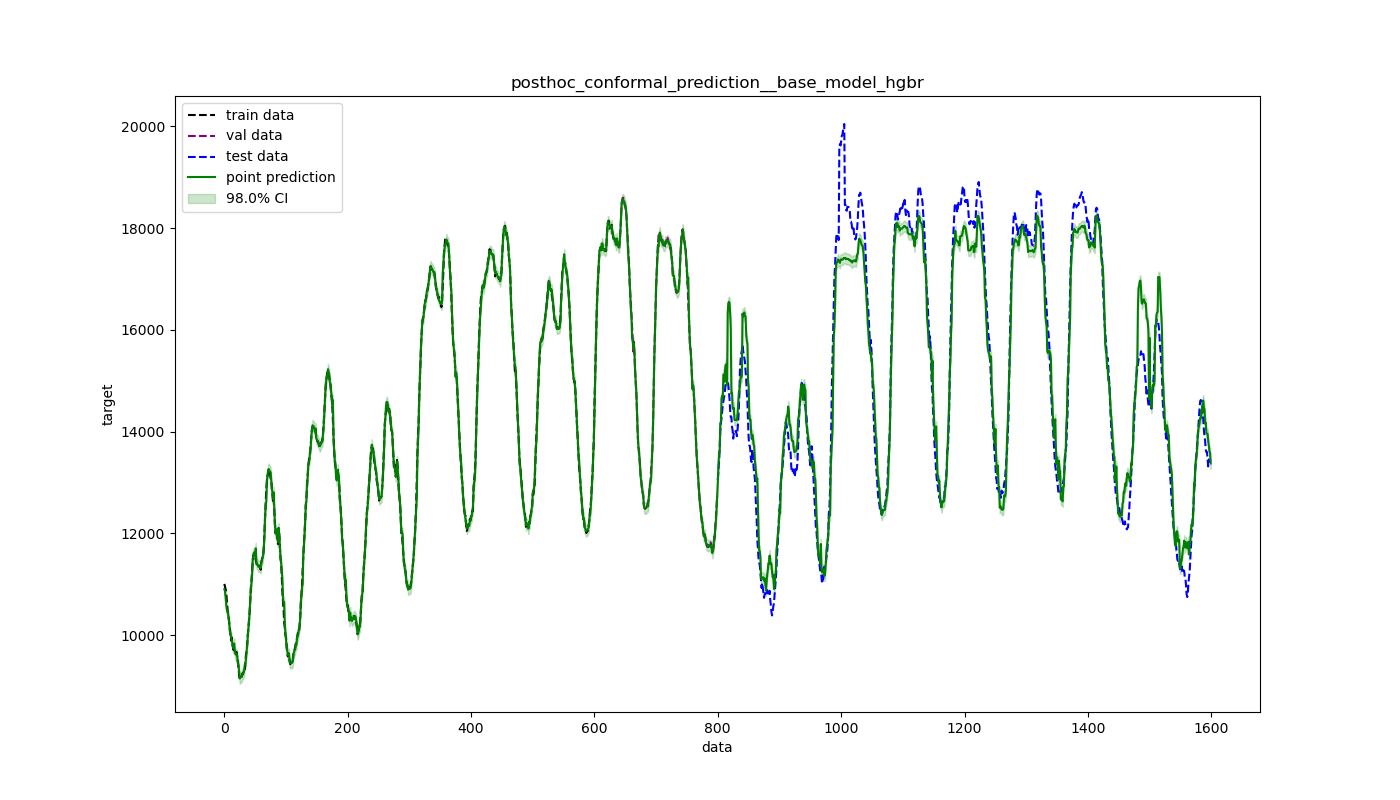 posthoc_conformal_prediction__base_model_hgbr
train data
val data
test data
point prediction
98.0% CI
20000
18000
16000
14000
12000
10000
target
0 200 400 600 800 1000 1200 1400 1600
data